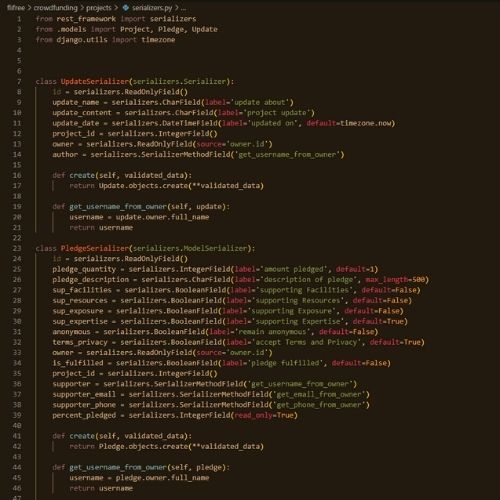 flifree > crowdfunding > projects > serializers.py > ...
1 from rest_framework import serializers
2 from .models import Project, Pledge, Update
3 from django.utils import timezone
4
5
6
7 class UpdateSerializer(serializers.Serializer):
8 id = serializers.ReadOnlyField()
9 update_name = serializers.CharField(label='update about')
10 update_content = serializers.CharField(label='project update')
11 update_date = serializers.DateTimeField(label='updated on', default=timezone.now)
12 project_id = serializers.IntegerField()
13 owner = serializers.ReadOnlyField(source='owner.id')
14 author = serializers.SerializerMethodField('get_username_from_owner')
15
16 def create(self, validated_data):
17 return Update.objects.create(**validated_data)
18
19 def get_username_from_owner(self, update):
20 username = update.owner.full_name
21 return username
22
23 class PledgeSerializer(serializers.ModelSerializer):
24 id = serializers.ReadOnlyField()
25 pledge_quantity = serializers.IntegerField(label='amount pledged', default=1)
26 pledge_description = serializers.CharField(label='description of pledge', max_length=500)
27 sup_facilities = serializers.BooleanField(label='supporting Facilities', default=False)
28 sup_resources = serializers.BooleanField(label='supporting Resources', default=False)
29 sup_exposure = serializers.BooleanField(label='supporting Exposure', default=False)
30 sup_expertise = serializers.BooleanField(label='supporting Expertise', default=True)
31 anonymous = serializers.BooleanField(label='remain anonymous', default=False)
32 terms_privacy = serializers.BooleanField(label='accept Terms and Privacy', default=True)
33 owner = serializers.ReadOnlyField(source='owner.id')
34 is_fulfilled = serializers.BooleanField(label='pledge fulfilled', default=False)
35 project_id = serializers.IntegerField()
36 supporter = serializers.SerializerMethodField('get_username_from_owner')
37 supporter_email = serializers.SerializerMethodField('get_email_from_owner')
38 supporter_phone = serializers.SerializerMethodField('get_phone_from_owner')
39 percent_pledged = serializers.IntegerField(read_only=True)
40
41 def create(self, validated_data):
42 return Pledge.objects.create(**validated_data)
43
44 def get_username_from_owner(self, pledge):
45 username = pledge.owner.full_name
46 return username
47